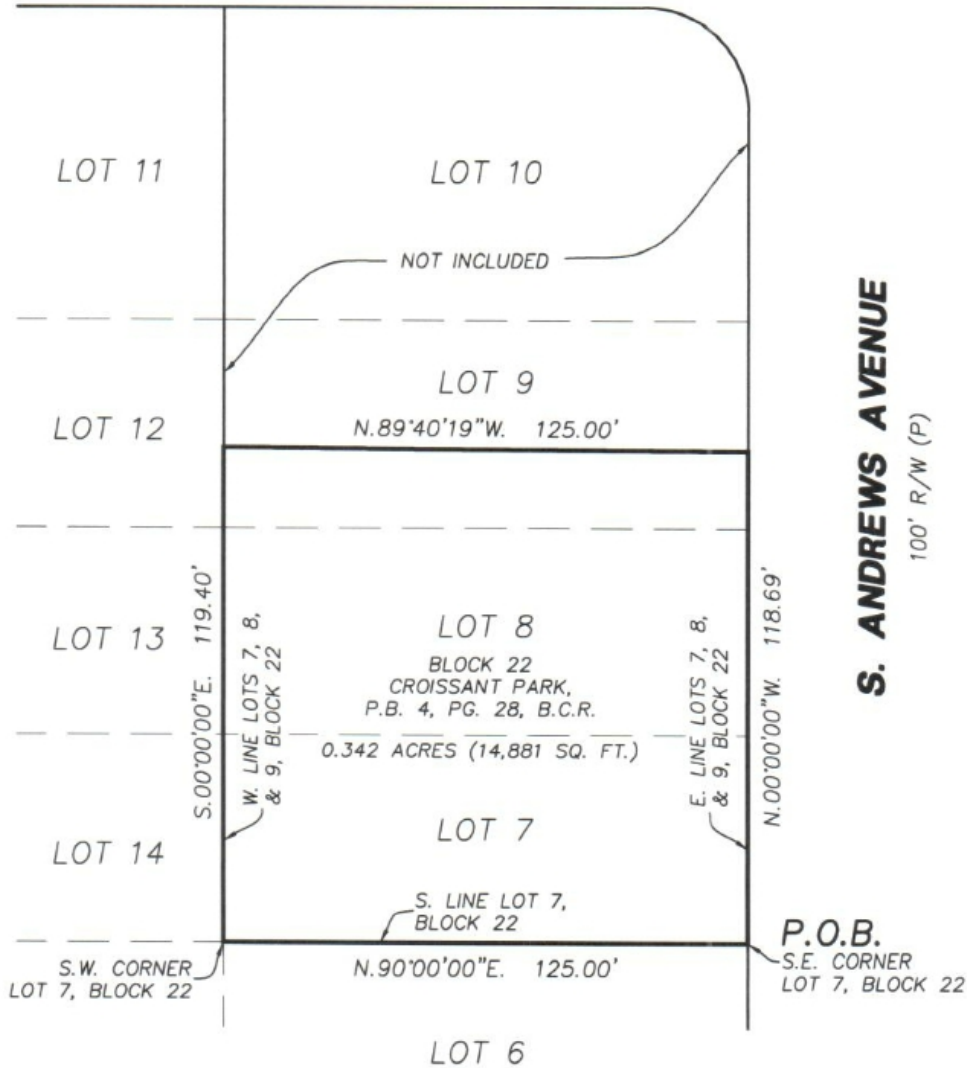 LOT 11
LOT 10
NOT INCLUDED
LOT 9
LOT 12
N.89°40'19"W. 125.00'
S. ANDREWS AVENUE
100' R/W (P)
S.00°00'00"E. 119.40'
W. LINE LOTS 7, 8,
& 9, BLOCK 22
LOT 13
LOT 8
BLOCK 22
CROISSANT PARK,
P.B. 4, PG. 28, B.C.R.
0.342 ACRES (14,881 SQ. FT.)
E. LINE LOTS 7, 8,
& 9, BLOCK 22
N.00°00'00"W. 118.69'
LOT 7
LOT 14
S. LINE LOT 7,
BLOCK 22
P.O.B.
S.E. CORNER
LOT 7, BLOCK 22
S.W. CORNER
LOT 7, BLOCK 22
N.90°00'00"E. 125.00'
LOT 6